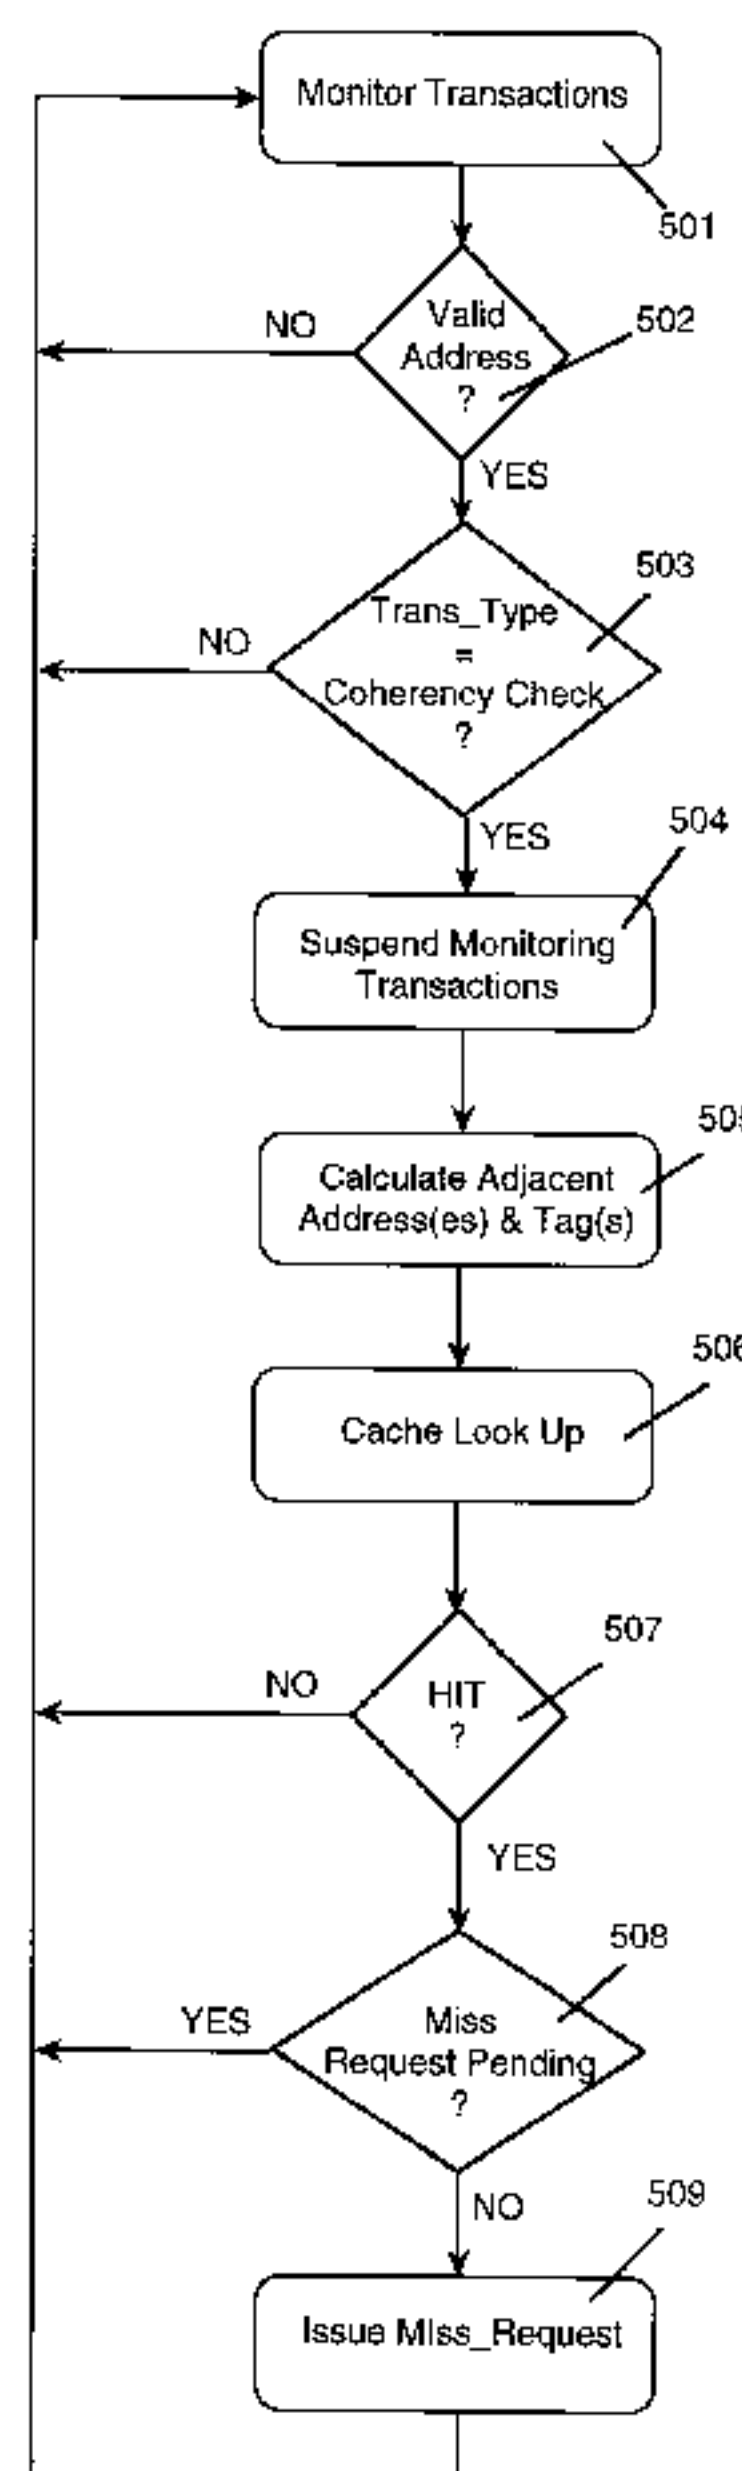 Monitor Transactions
501
Valid
Address
?
502
NO
YES
503
Trans_Type
=
Coherency Check
?
NO
YES
504
Suspend Monitoring
Transactions
Calculate Adjacent
Address(es) & Tag(s)
Cache Look Up
507
HIT
?
NO
YES
508
Miss
Request Pending
?
YES
NO
509
Issue MIss_Request